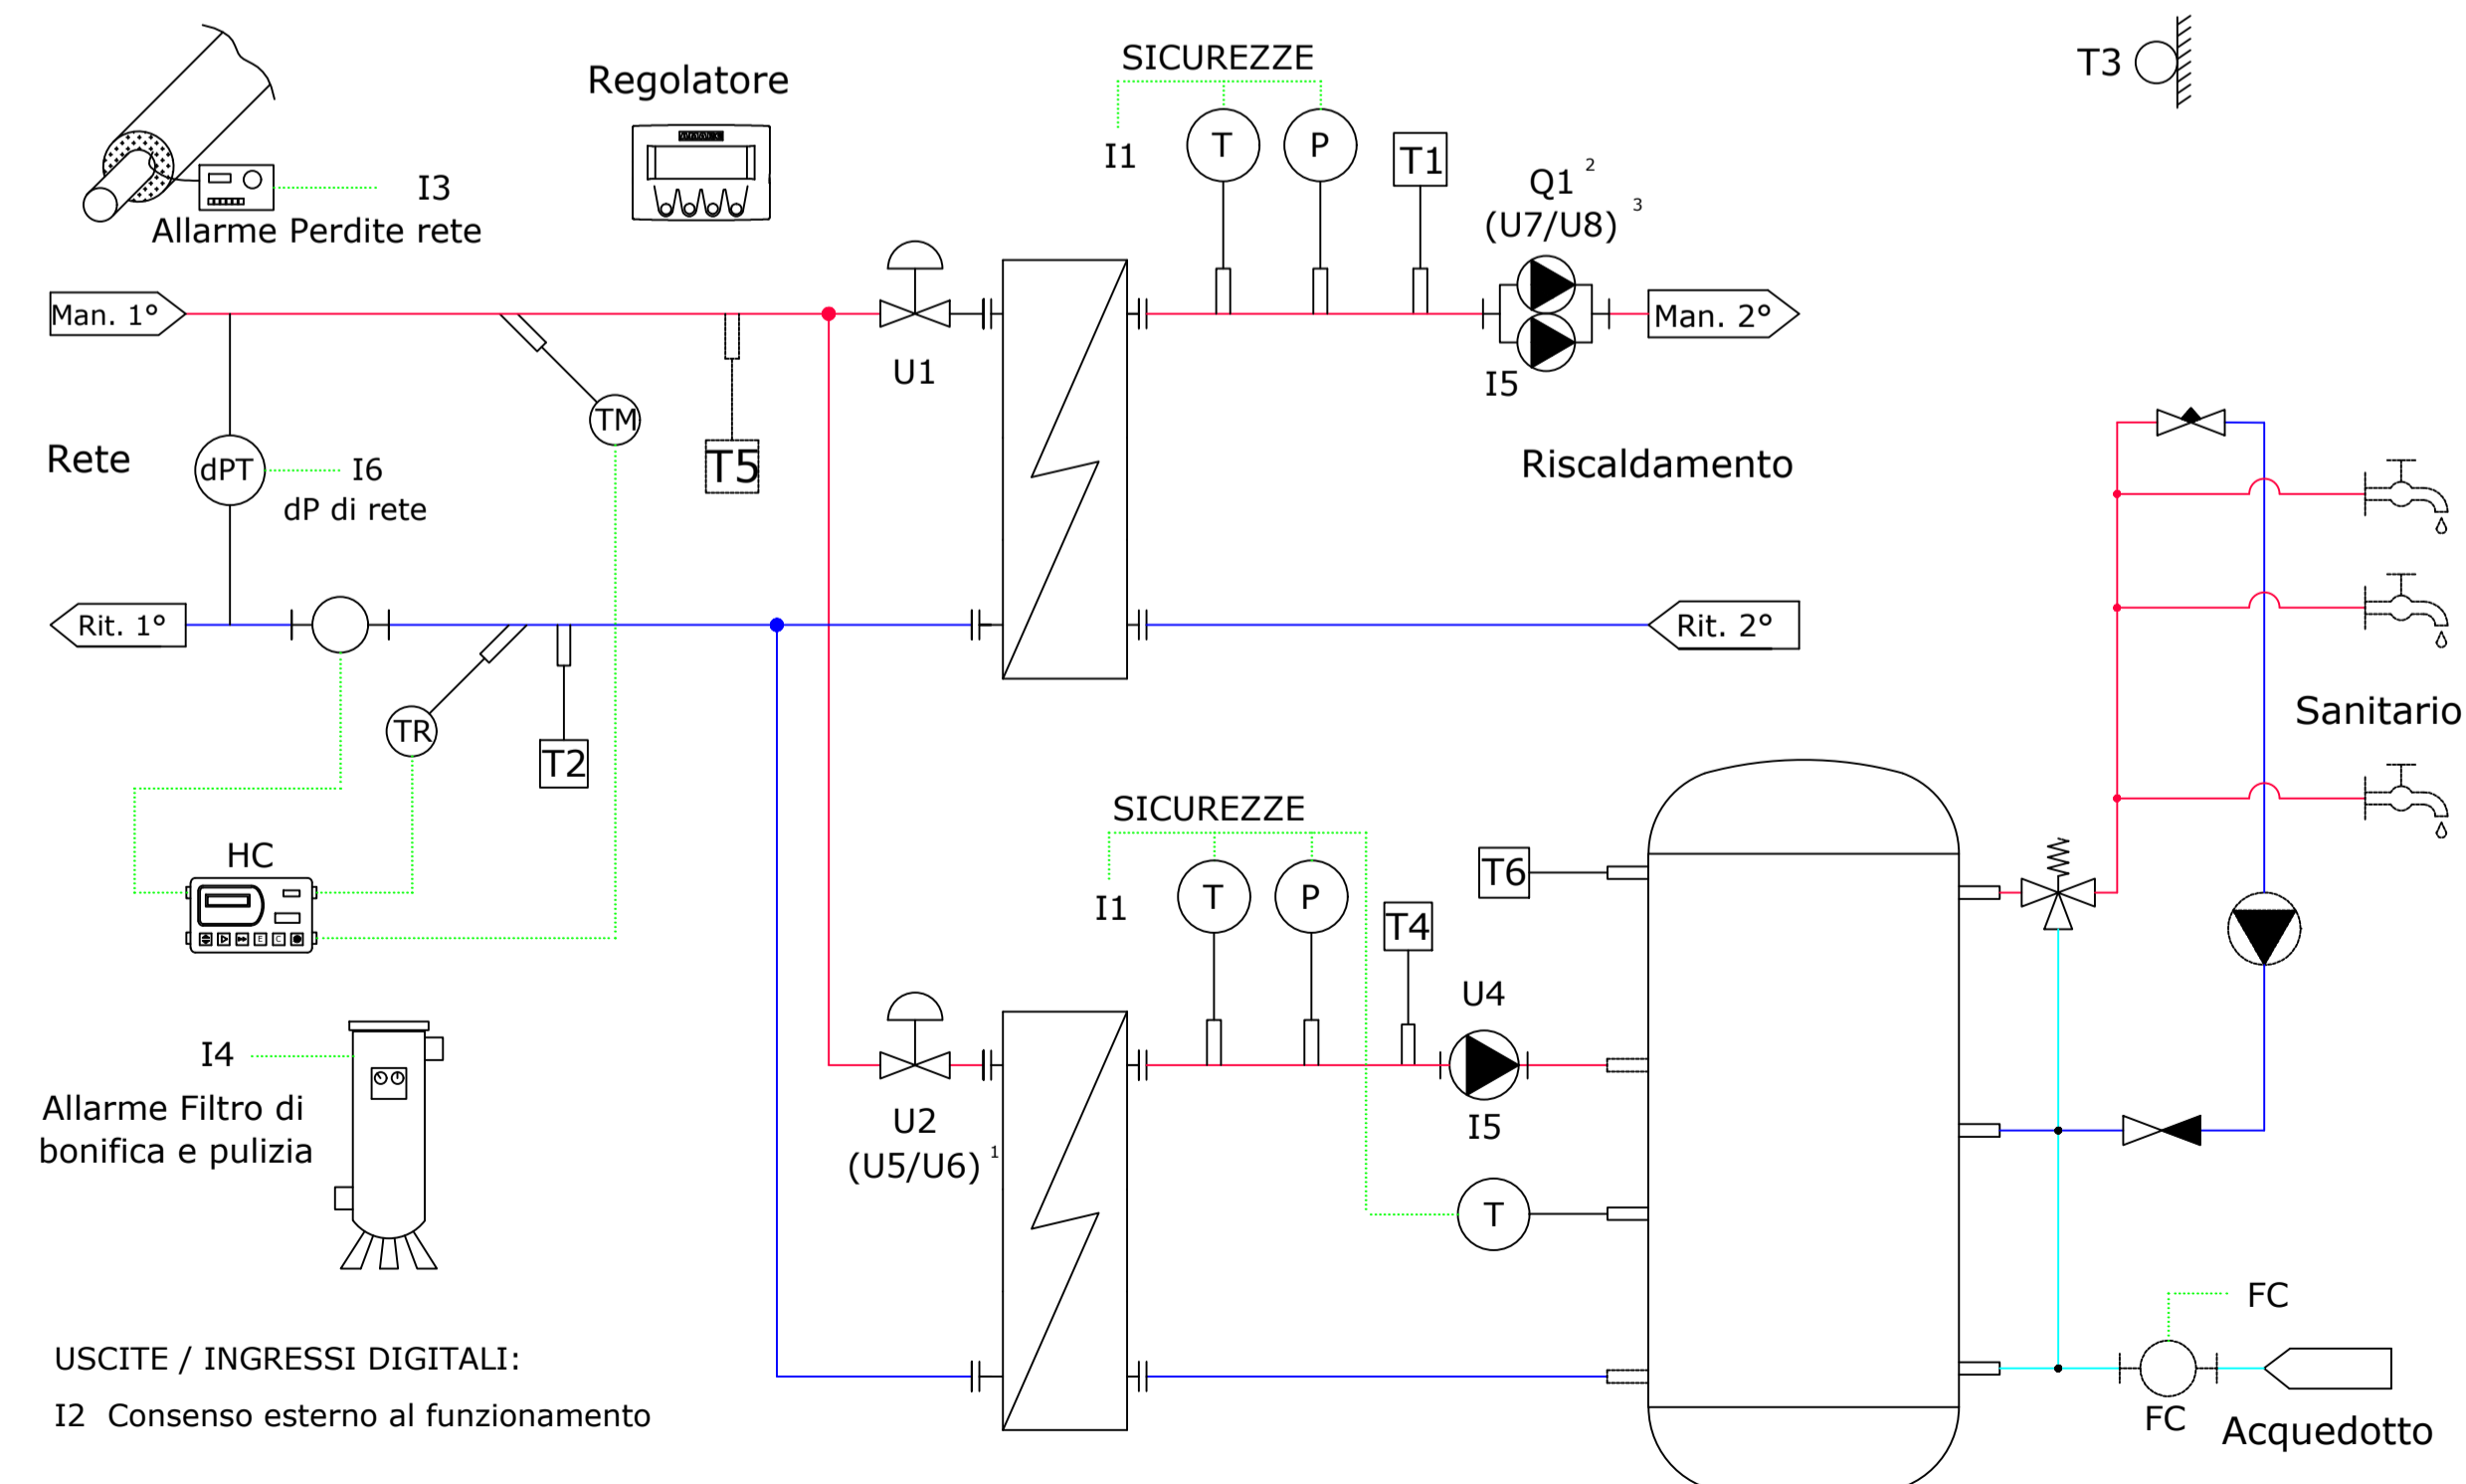 SICUREZZE
T3
Regolatore
I1
T
P
T1
Q1 2
(U7/U8) 3
I3
Allarme Perdite rete
Man. 1°
Man. 2°
U1
I5
TM
Rete
dPT
I6
dP di rete
T5
Riscaldamento
Rit. 1°
Rit. 2°
TR
T2
Sanitario
SICUREZZE
HC
I1
T
P
T4
T6
E
C
U4
I4
Allarme Filtro di
bonifica e pulizia
U2
(U5/U6) 1
I5
T
FC
USCITE / INGRESSI DIGITALI:
I2 Consenso esterno al funzionamento
FC
Acquedotto